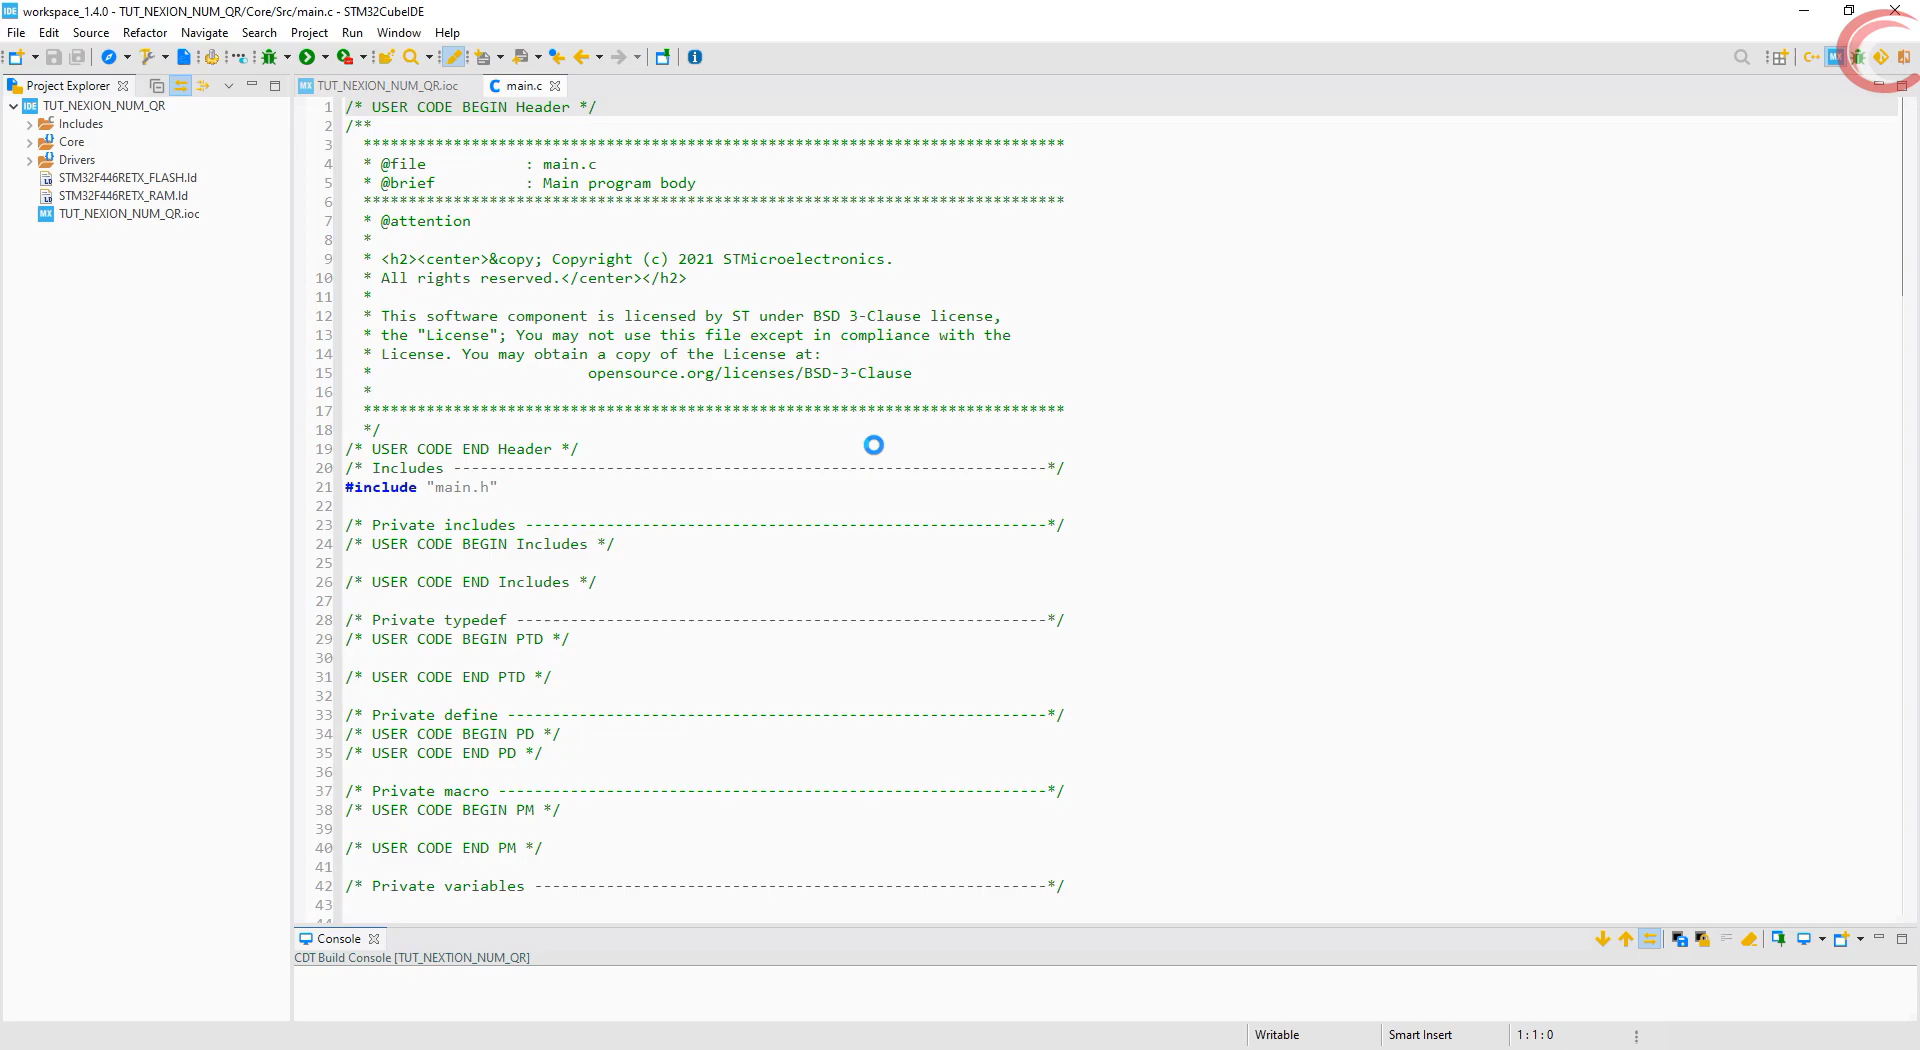 IDE workspace_1.4.0 - TUT_NEXION_NUM_QR/Core/Src/main.c - STM32CubeIDE
File Edit Source Refactor Navigate Search Project Run Window Help
Project Explorer
MX TUT_NEXION_NUM_QR.ioc
main.c
IDE TUT_NEXION_NUM_QR
Includes
Core
Drivers
STM32F446RETX_FLASH.ld
STM32F446RETX_RAM.ld
MX TUT_NEXION_NUM_QR.ioc
1 /* USER CODE BEGIN Header */
2 /**
3 ******************************************************************************
4 * @file : main.c
5 * @brief : Main program body
6 ******************************************************************************
7 * @attention
8 *
9 * <h2><center>&copy; Copyright (c) 2021 STMicroelectronics.
10 * All rights reserved.</center></h2>
11 *
12 * This software component is licensed by ST under BSD 3-Clause license,
13 * the "License"; You may not use this file except in compliance with the
14 * License. You may obtain a copy of the License at:
15 * opensource.org/licenses/BSD-3-Clause
16 *
17 ******************************************************************************
18 */
19 /* USER CODE END Header */
20 /* Includes ------------------------------------------------------------------*/
21 #include "main.h"
22
23 /* Private includes ----------------------------------------------------------*/
24 /* USER CODE BEGIN Includes */
25
26 /* USER CODE END Includes */
27
28 /* Private typedef -----------------------------------------------------------*/
29 /* USER CODE BEGIN PTD */
30
31 /* USER CODE END PTD */
32
33 /* Private define ------------------------------------------------------------*/
34 /* USER CODE BEGIN PD */
35 /* USER CODE END PD */
36
37 /* Private macro -------------------------------------------------------------*/
38 /* USER CODE BEGIN PM */
39
40 /* USER CODE END PM */
41
42 /* Private variables ---------------------------------------------------------*/
43
44
Console
CDT Build Console [TUT_NEXTION_NUM_QR]
Writable Smart Insert 1 : 1 : 0